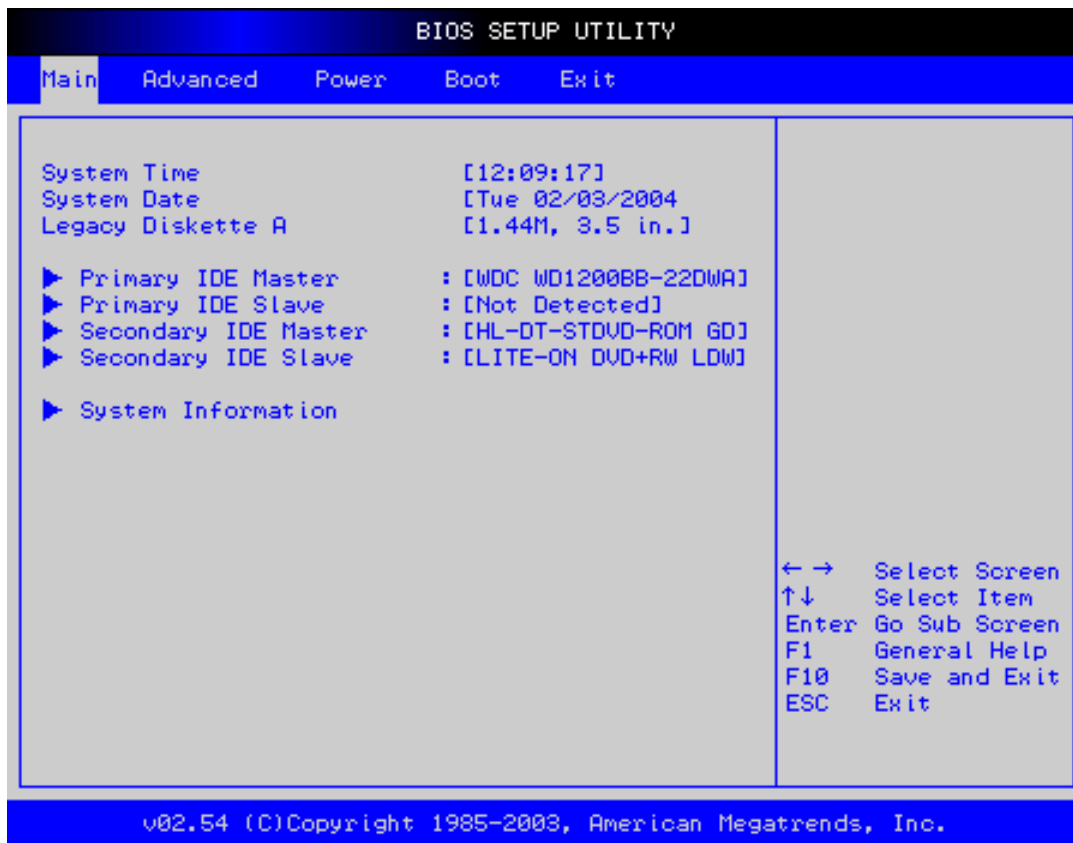 BIOS SETUP UTILITY
Main Advanced Power Boot Exit
System Time [12:09:17]
System Date [Tue 02/03/2004
Legacy Diskette A [1.44M, 3.5 in.]
▶ Primary IDE Master : [WDC WD1200BB-22DWA]
▶ Primary IDE Slave : [Not Detected]
▶ Secondary IDE Master : [HL-DT-STDVD-ROM GD]
▶ Secondary IDE Slave : [LITE-ON DVD+RW LDW]
▶ System Information
← → Select Screen
↑↓ Select Item
Enter Go Sub Screen
F1 General Help
F10 Save and Exit
ESC Exit
v02.54 (C)Copyright 1985-2003, American Megatrends, Inc.